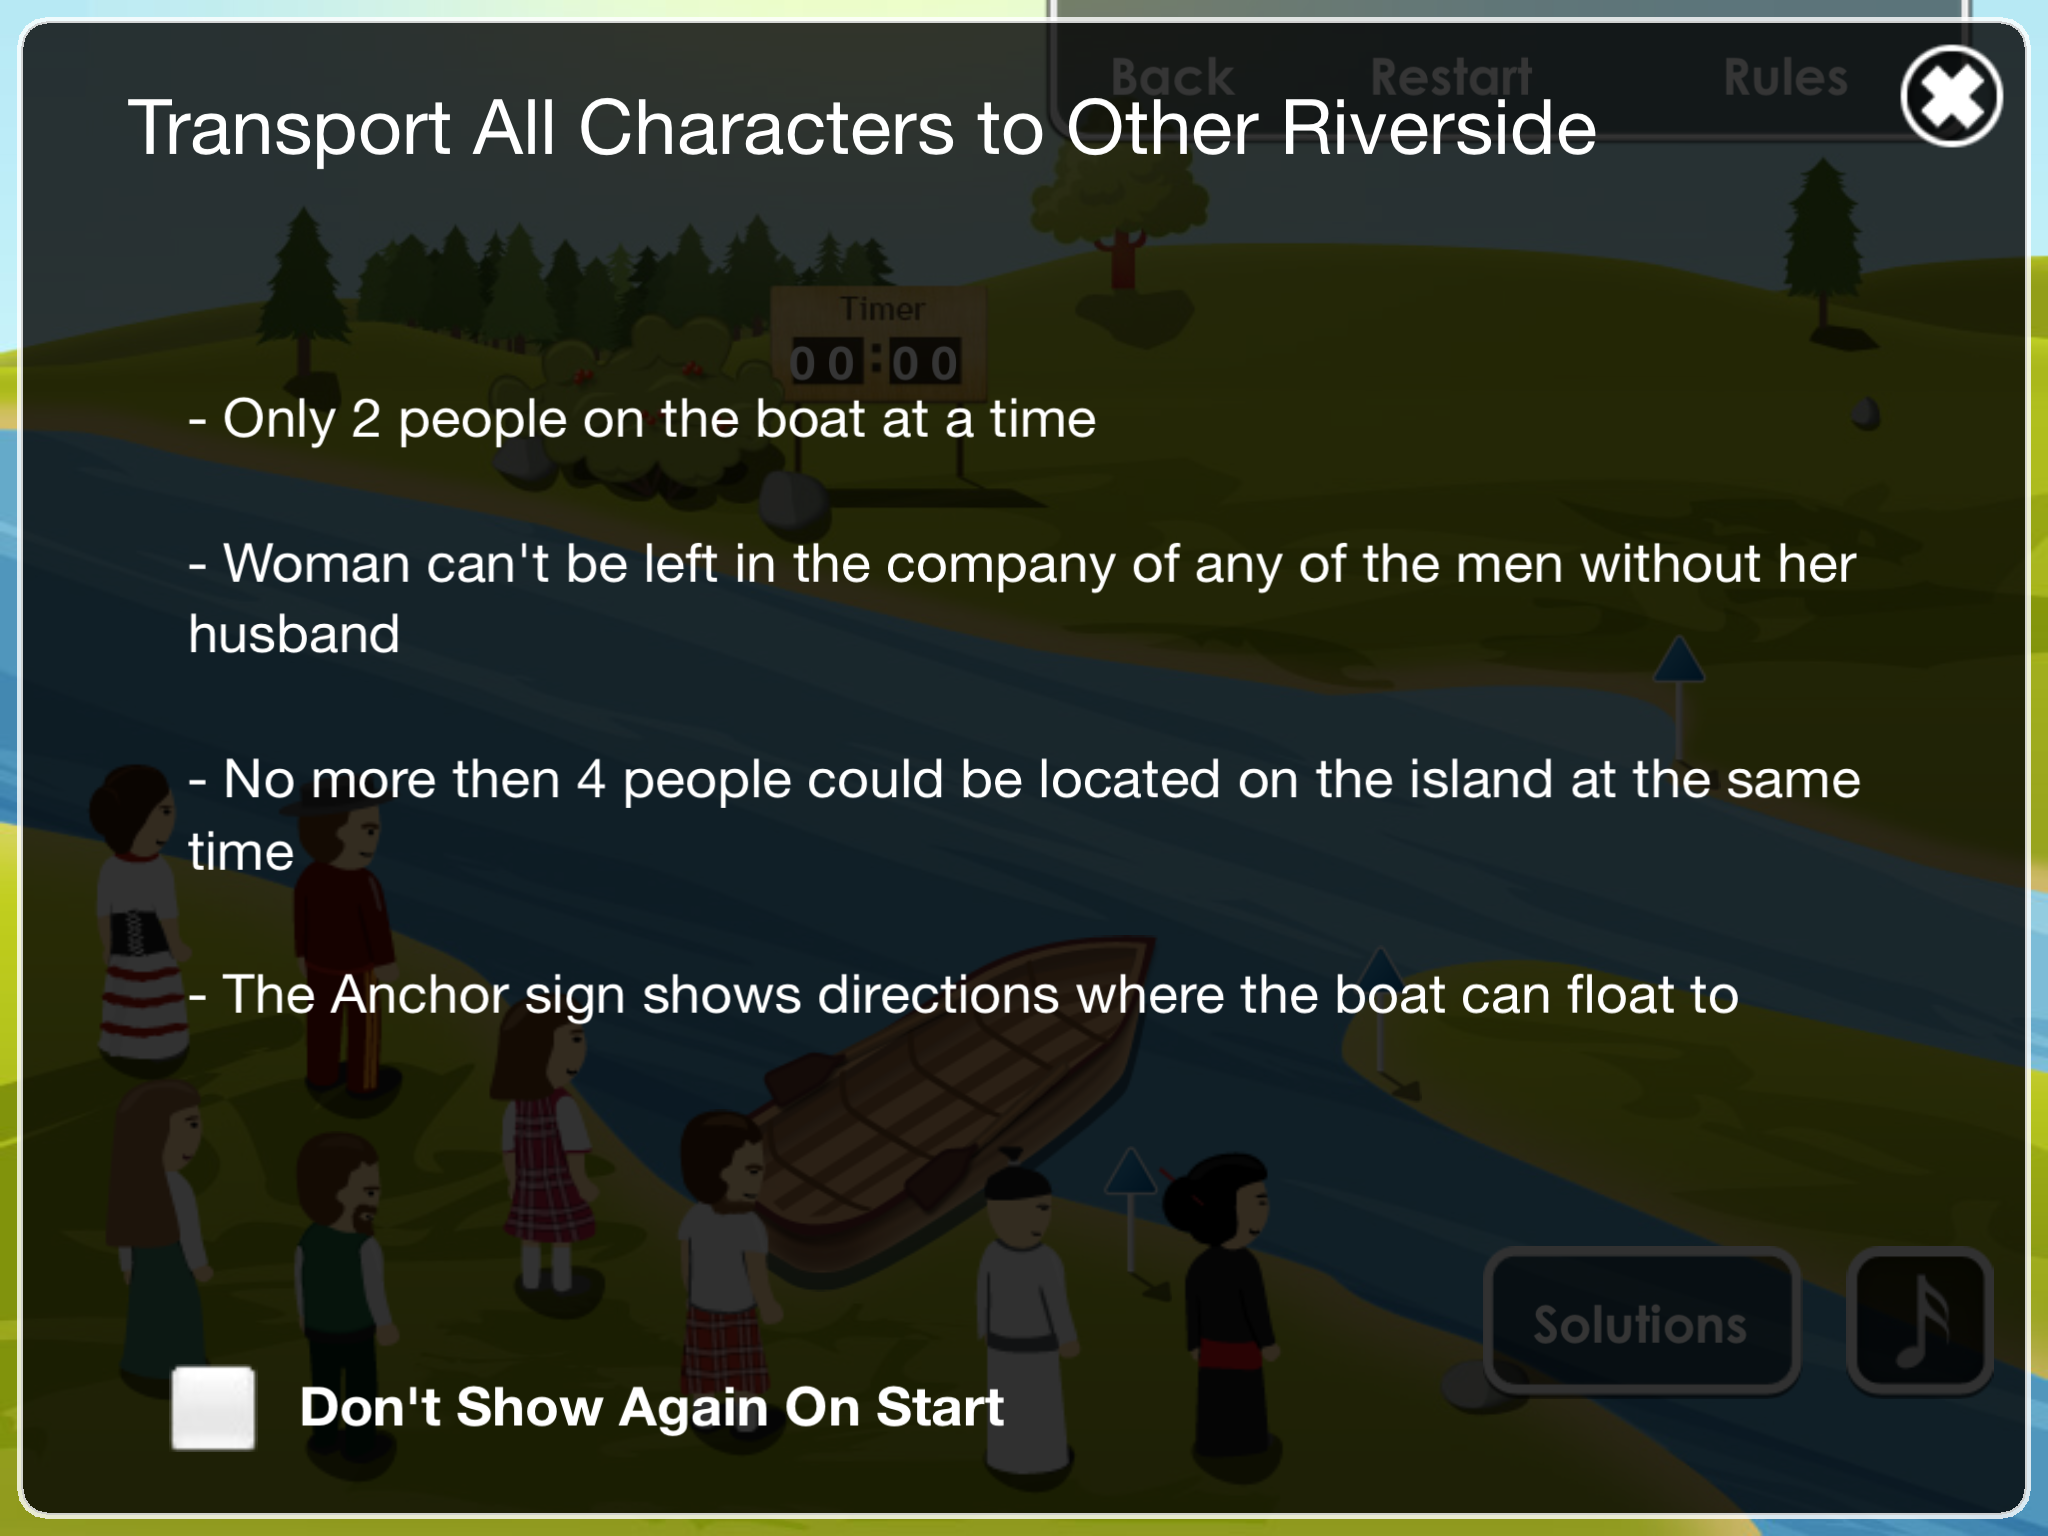 Back Restart Rules
Transport All Characters to Other Riverside
Timer
00:00
- Only 2 people on the boat at a time
- Woman can't be left in the company of any of the men without her
husband
- No more then 4 people could be located on the island at the same
time
- The Anchor sign shows directions where the boat can float to
Solutions
Don't Show Again On Start